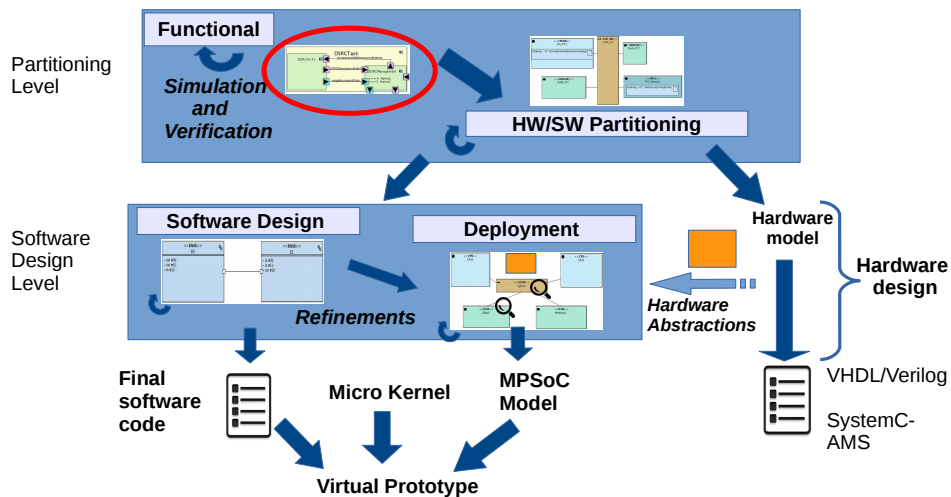 Functional
DSRCTask
Partitioning
Level
Simulation
and
Verification
HW/SW Partitioning
Software
Design
Level
Software Design
Deployment
Refinements
Hardware
model
Hardware
Abstractions
Hardware
design
Final
software
code
Micro Kernel
MPSoC
Model
VHDL/Verilog
SystemC-
AMS
Virtual Prototype